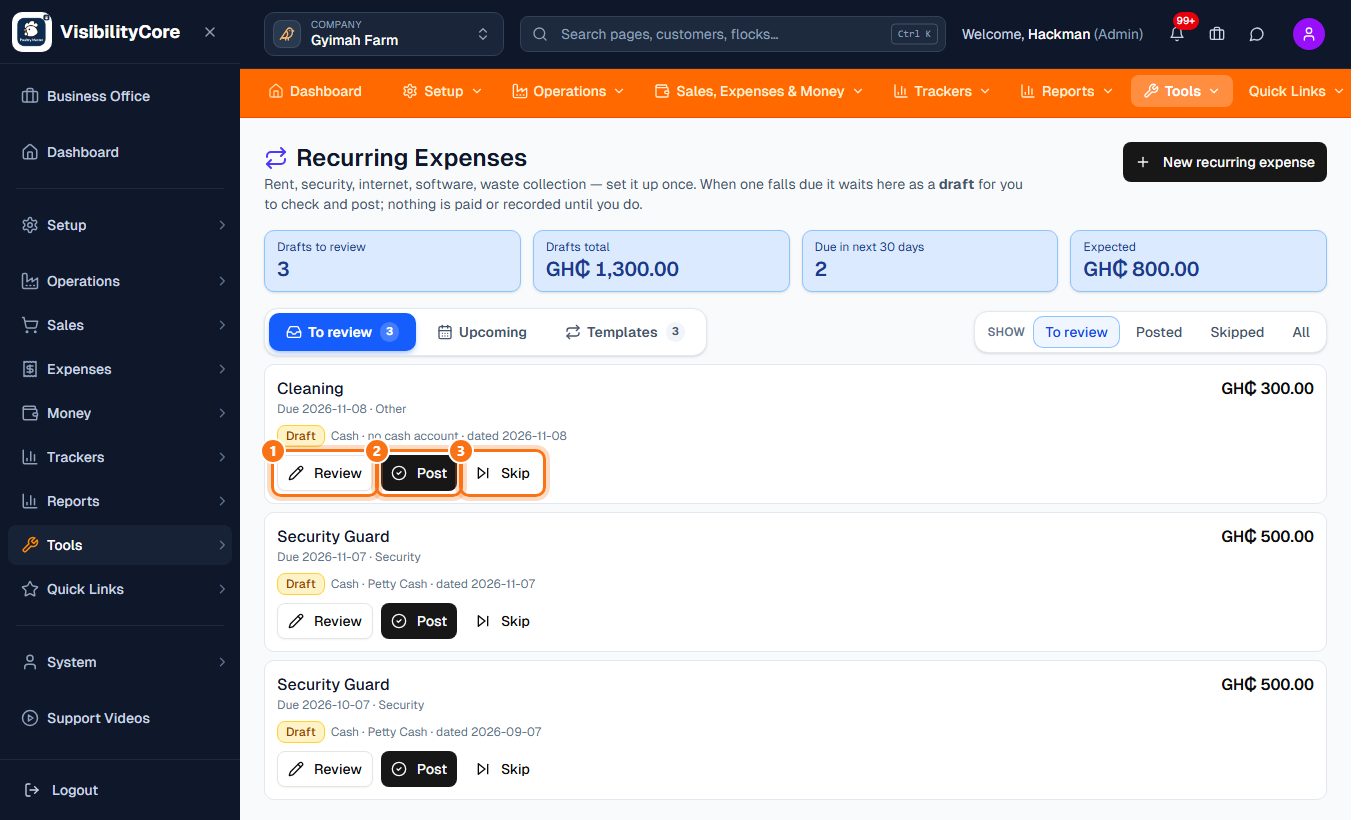 VisibilityCore
COMPANY
Gyimah Farm
Search pages, customers, flocks...
Ctrl K
Welcome, Hackman (Admin)
99+
Business Office
Dashboard
Setup
Operations
Sales
Expenses
Money
Trackers
Reports
Tools
Quick Links
System
Support Videos
Logout
Dashboard
Setup
Operations
Sales, Expenses & Money
Trackers
Reports
Tools
Quick Links
Recurring Expenses
Rent, security, internet, software, waste collection — set it up once. When one falls due it waits here as a draft for you
to check and post; nothing is paid or recorded until you do.
New recurring expense
Drafts to review
3
Drafts total
GH₵ 1,300.00
Due in next 30 days
2
Expected
GH₵ 800.00
To review 3
Upcoming
Templates 3
SHOW
To review
Posted
Skipped
All
Cleaning
GH₵ 300.00
Due 2026-11-08 · Other
Draft
Cash · no cash account · dated 2026-11-08
1
Review
2
Post
3
Skip
Security Guard
GH₵ 500.00
Due 2026-11-07 · Security
Draft
Cash · Petty Cash · dated 2026-11-07
Review
Post
Skip
Security Guard
GH₵ 500.00
Due 2026-10-07 · Security
Draft
Cash · Petty Cash · dated 2026-09-07
Review
Post
Skip